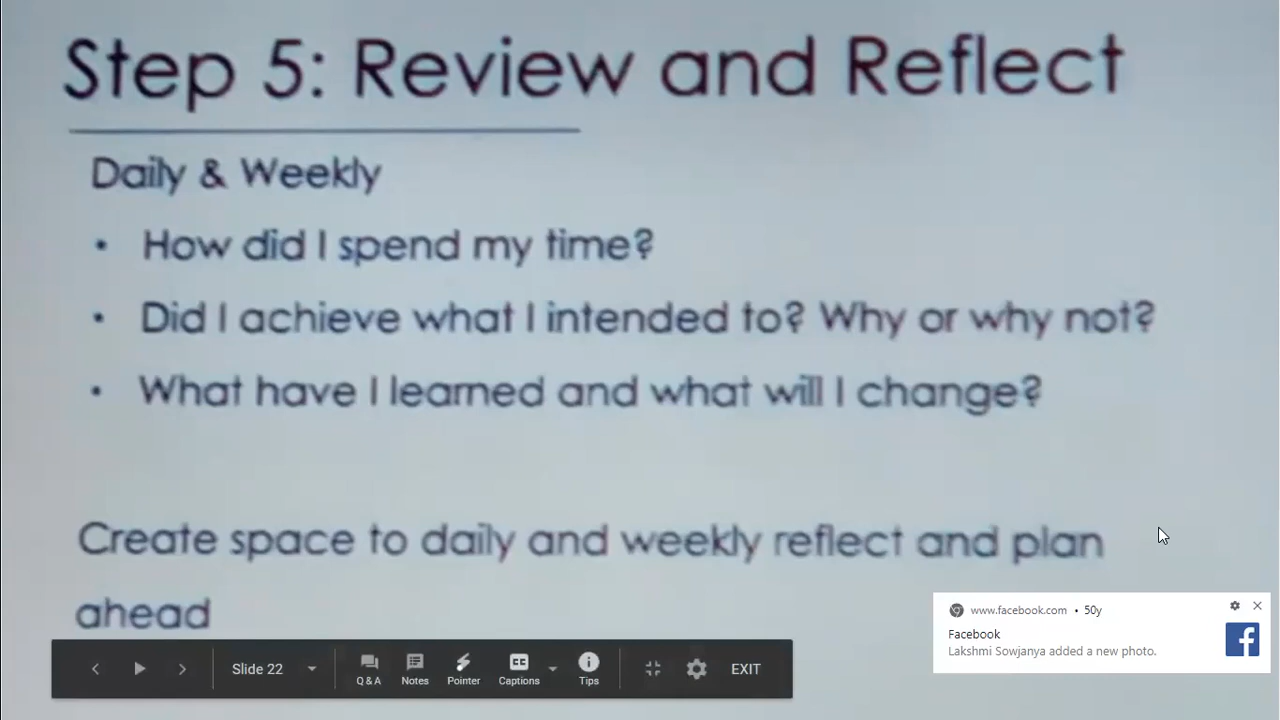 Step 5: Review and Reflect
Daily & Weekly
• How did I spend my time?
• Did I achieve what I intended to? Why or why not?
• What have I learned and what will I change?
Create space to daily and weekly reflect and plan
ahead
Slide 22
Q & A
Notes
Pointer
CC
Captions
Tips
EXIT
www.facebook.com • 50y
Facebook
Lakshmi Sowjanya added a new photo.